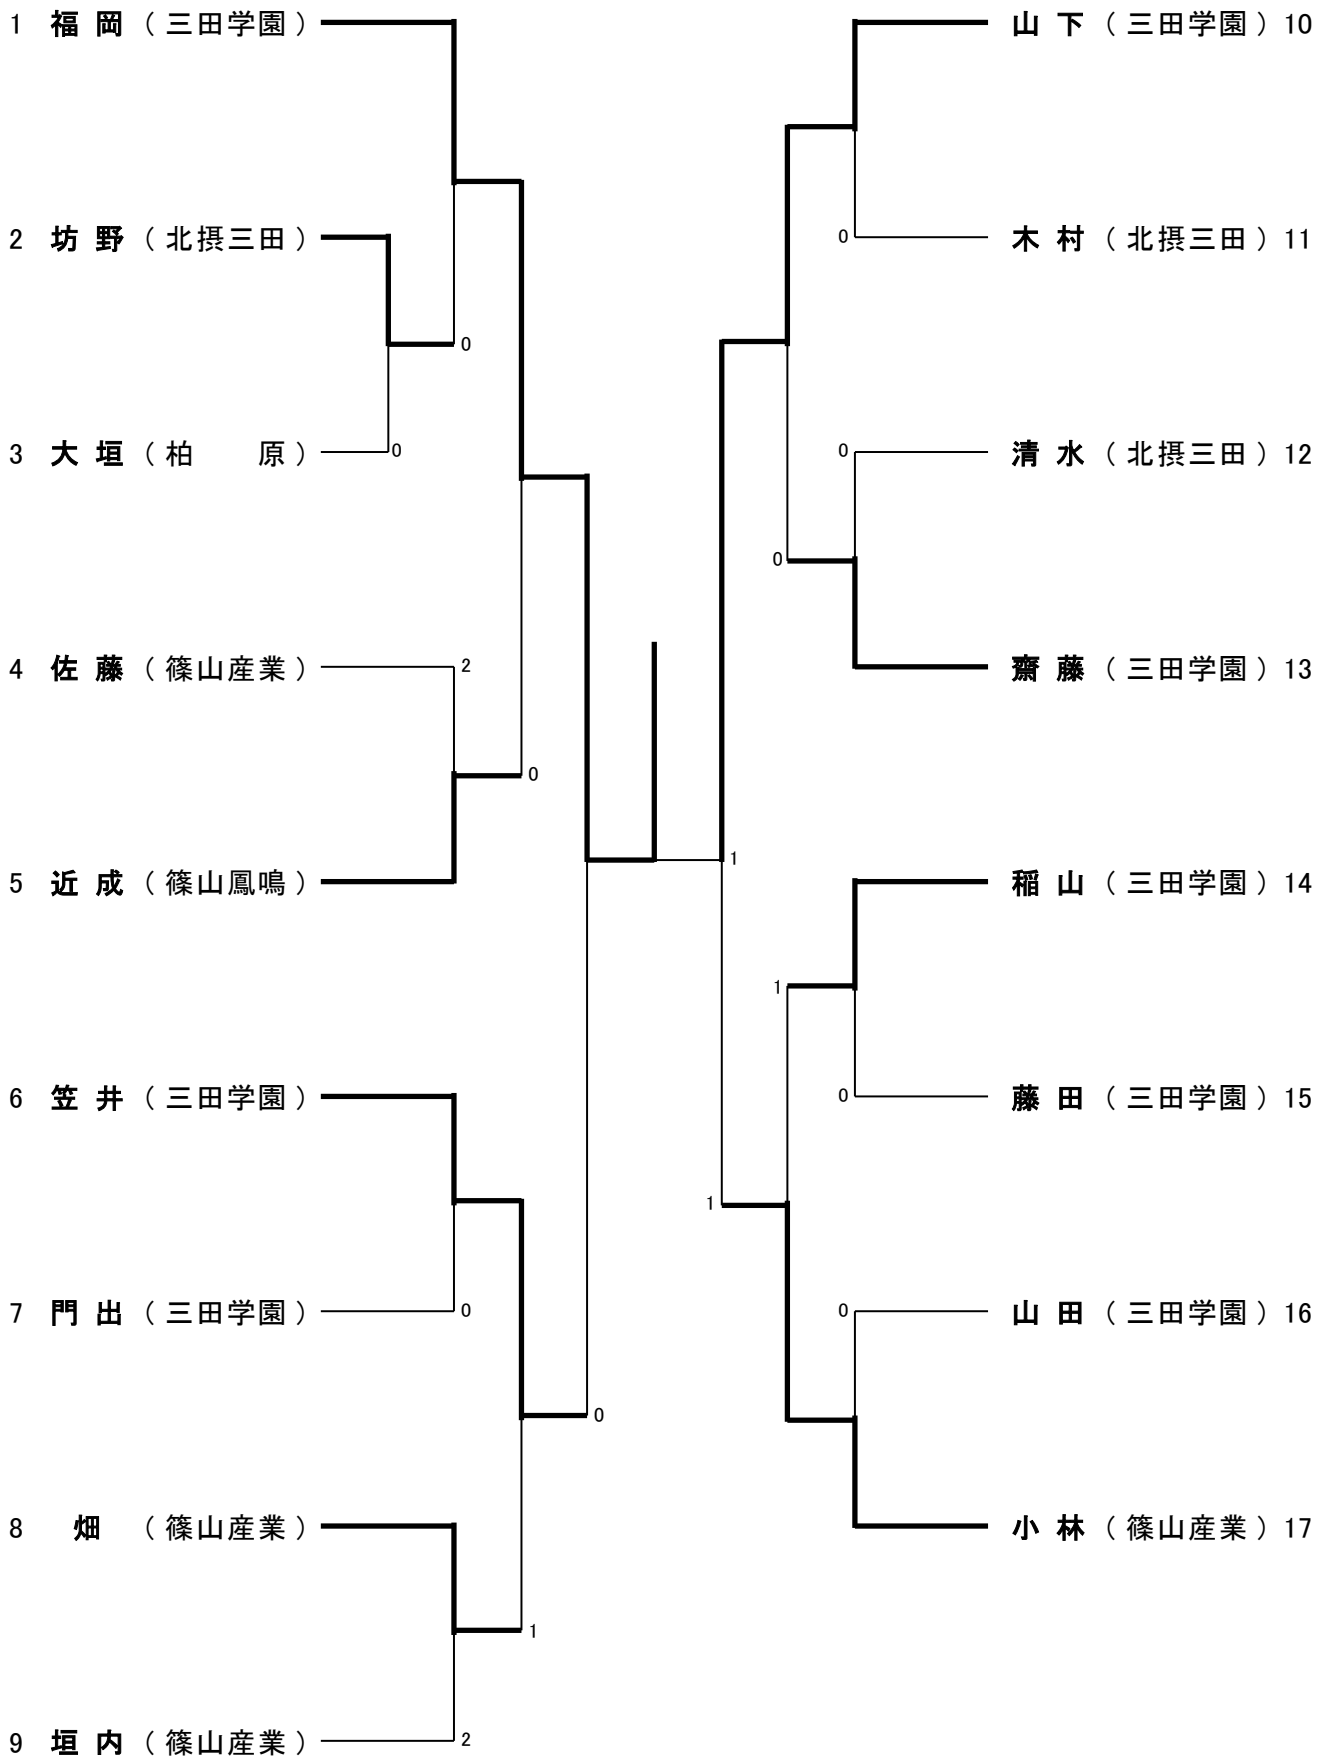 1 福岡 （三田学園）
2 坊野 （北摂三田）
0
3 大垣 （柏　原）
0
4 佐藤 （篠山産業）
2
0
5 近成 （篠山鳳鳴）
6 笠井 （三田学園）
7 門出 （三田学園）
0
0
8 畑 （篠山産業）
1
9 垣内 （篠山産業）
2
山下 （三田学園） 10
0
木村 （北摂三田） 11
0
清水 （北摂三田） 12
0
齋藤 （三田学園） 13
1
稲山 （三田学園） 14
1
0
藤田 （三田学園） 15
1
0
山田 （三田学園） 16
小林 （篠山産業） 17